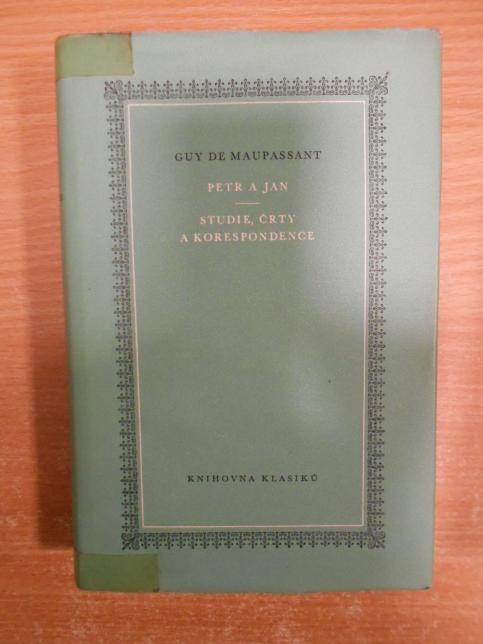 GUY DE MAUPASSANT
PETR A JAN
STUDIE, ČRTY
A KORESPONDENCE
KNIHOVNA KLASIKŮ